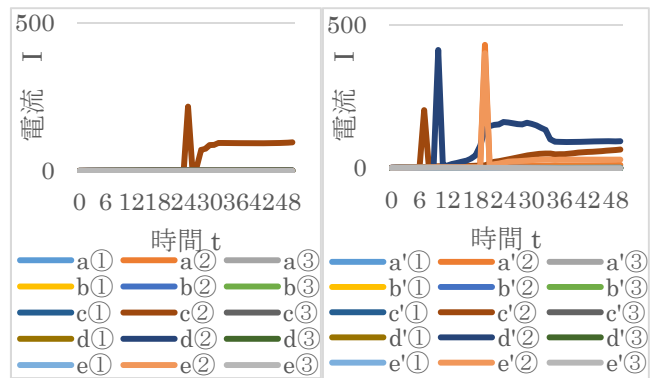 500
電流 I
0
0 6 12 18 24 30 36 42 48
時間 t
a① a② a③
b① b② b③
c① c② c③
d① d② d③
e① e② e③
500
電流 I
0
0 6 12 18 24 30 36 42 48
時間 t
a'① a'② a'③
b'① b'② b'③
c'① c'② c'③
d'① d'② d'③
e'① e'② e'③